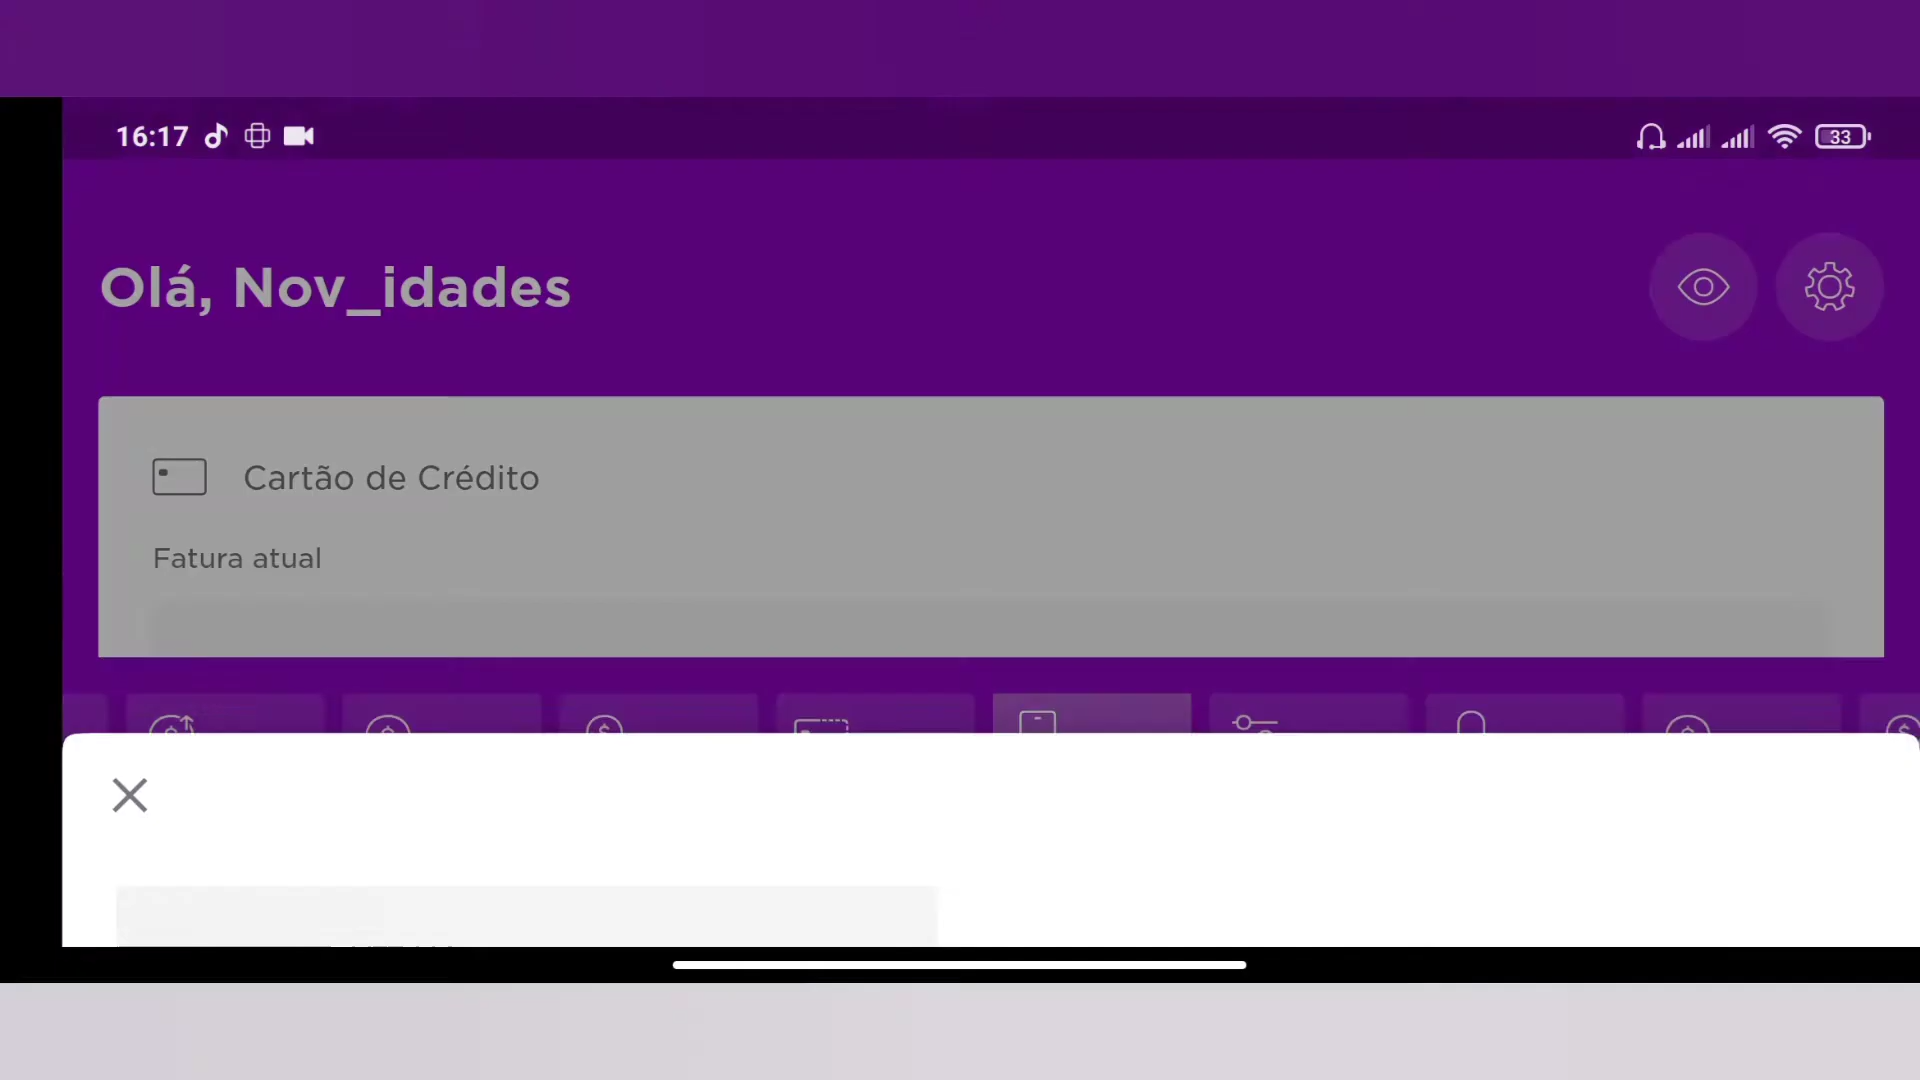 16:17
33
Olá, Nov_idades
Cartão de Crédito
Fatura atual